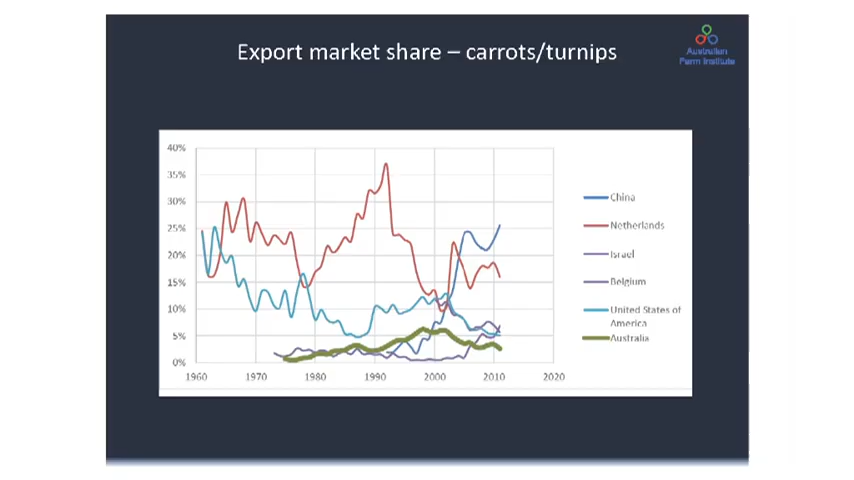 Export market share – carrots/turnips
Australian
Farm Institute
40%
35%
30%
25%
20%
15%
10%
5%
0%
1960 1970 1980 1990 2000 2010 2020
China
Netherlands
Israel
Belgium
United States of
America
Australia